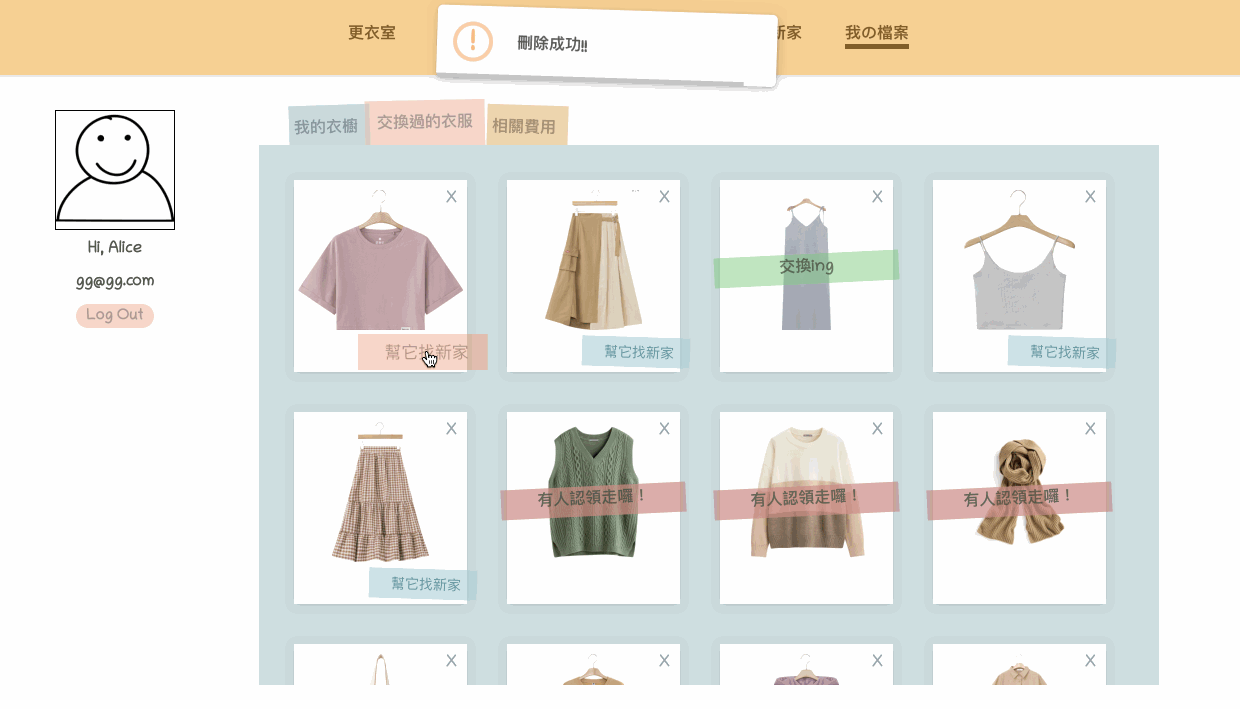 更衣室
刪除成功!!
新家
我の檔案
我的衣櫥
交換過的衣服
相關費用
Hi, Alice
gg@gg.com
Log Out
X
X
X
X
交換ing
幫它找新家
幫它找新家
幫它找新家
X
X
X
X
有人認領走囉！
有人認領走囉！
有人認領走囉！
幫它找新家
X
X
X
X